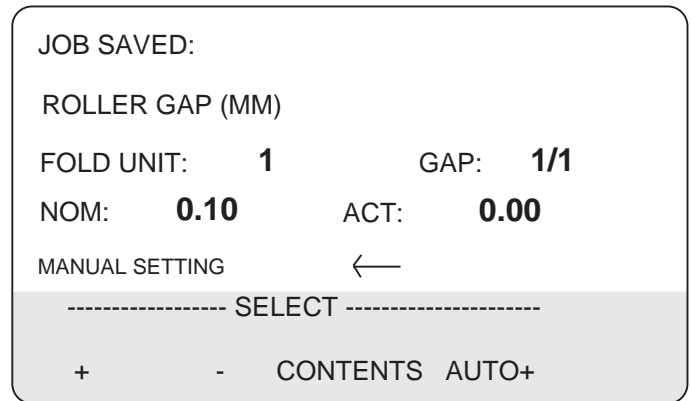 JOB SAVED:
ROLLER GAP (MM)
FOLD UNIT: 1 GAP: 1/1
NOM: 0.10 ACT: 0.00
MANUAL SETTING ←
------------------ SELECT ----------------------
+ - CONTENTS AUTO+